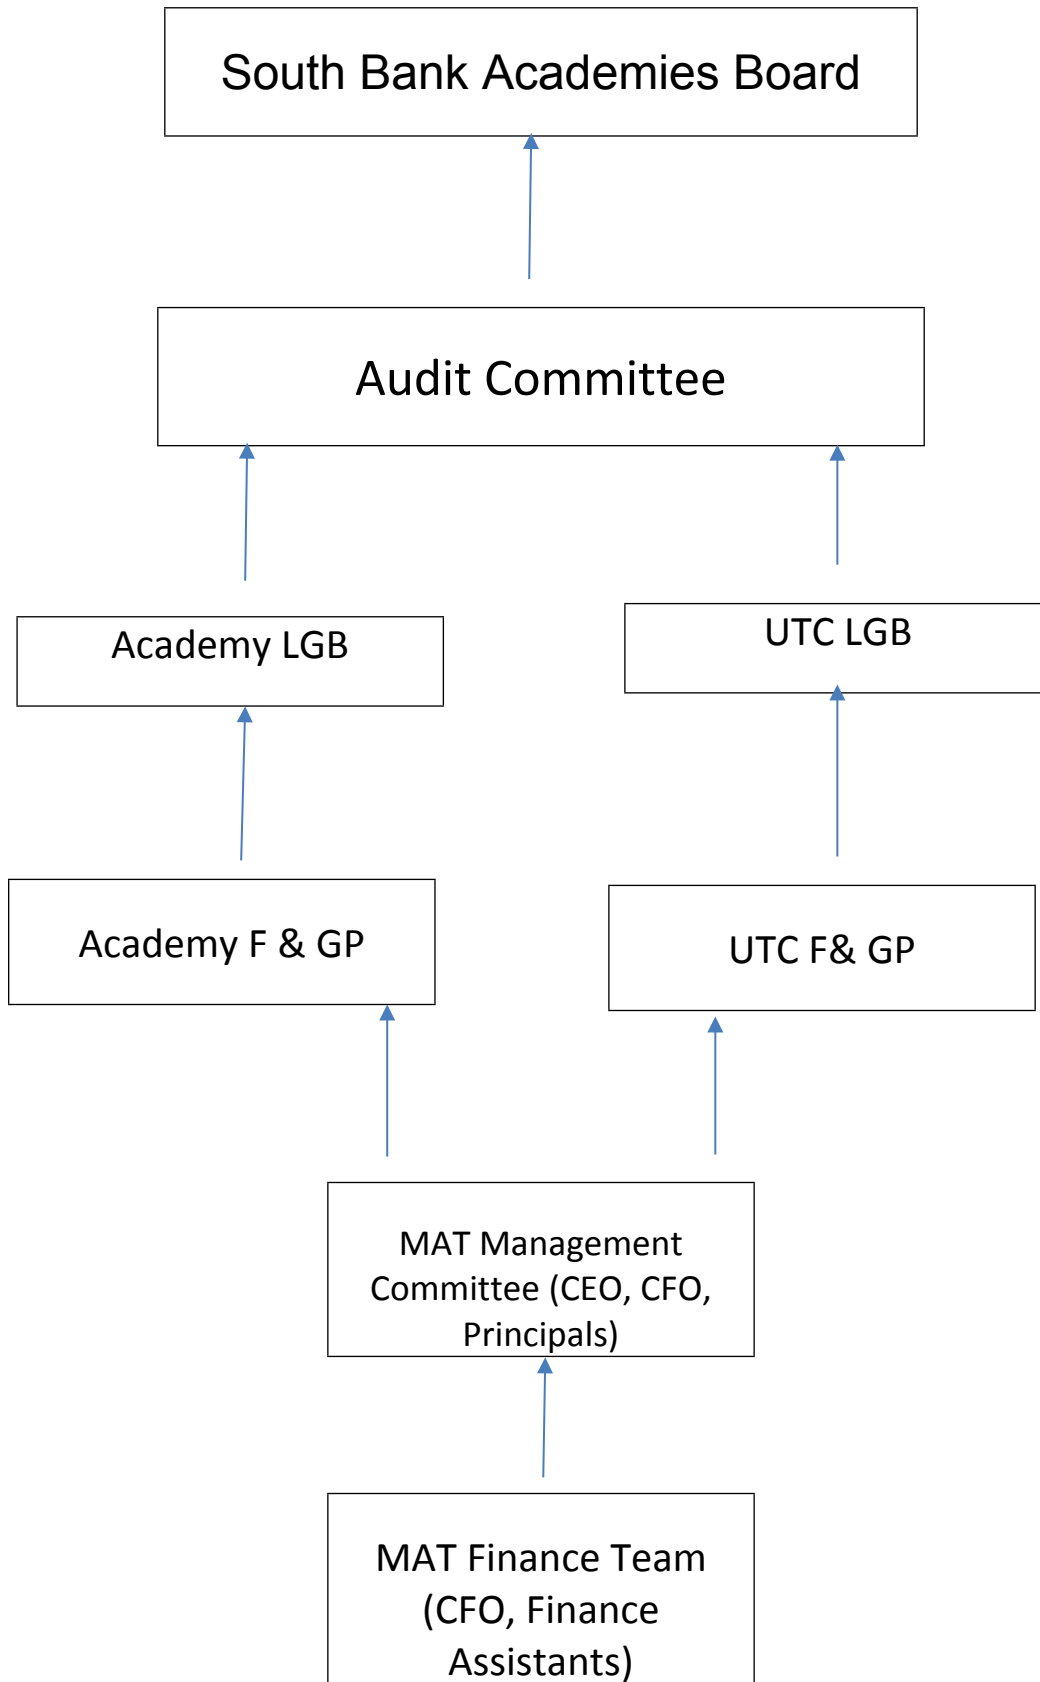 South Bank Academies Board
Audit Committee
Academy LGB
UTC LGB
Academy F & GP
UTC F& GP
MAT Management
Committee (CEO, CFO,
Principals)
MAT Finance Team
(CFO, Finance
Assistants)